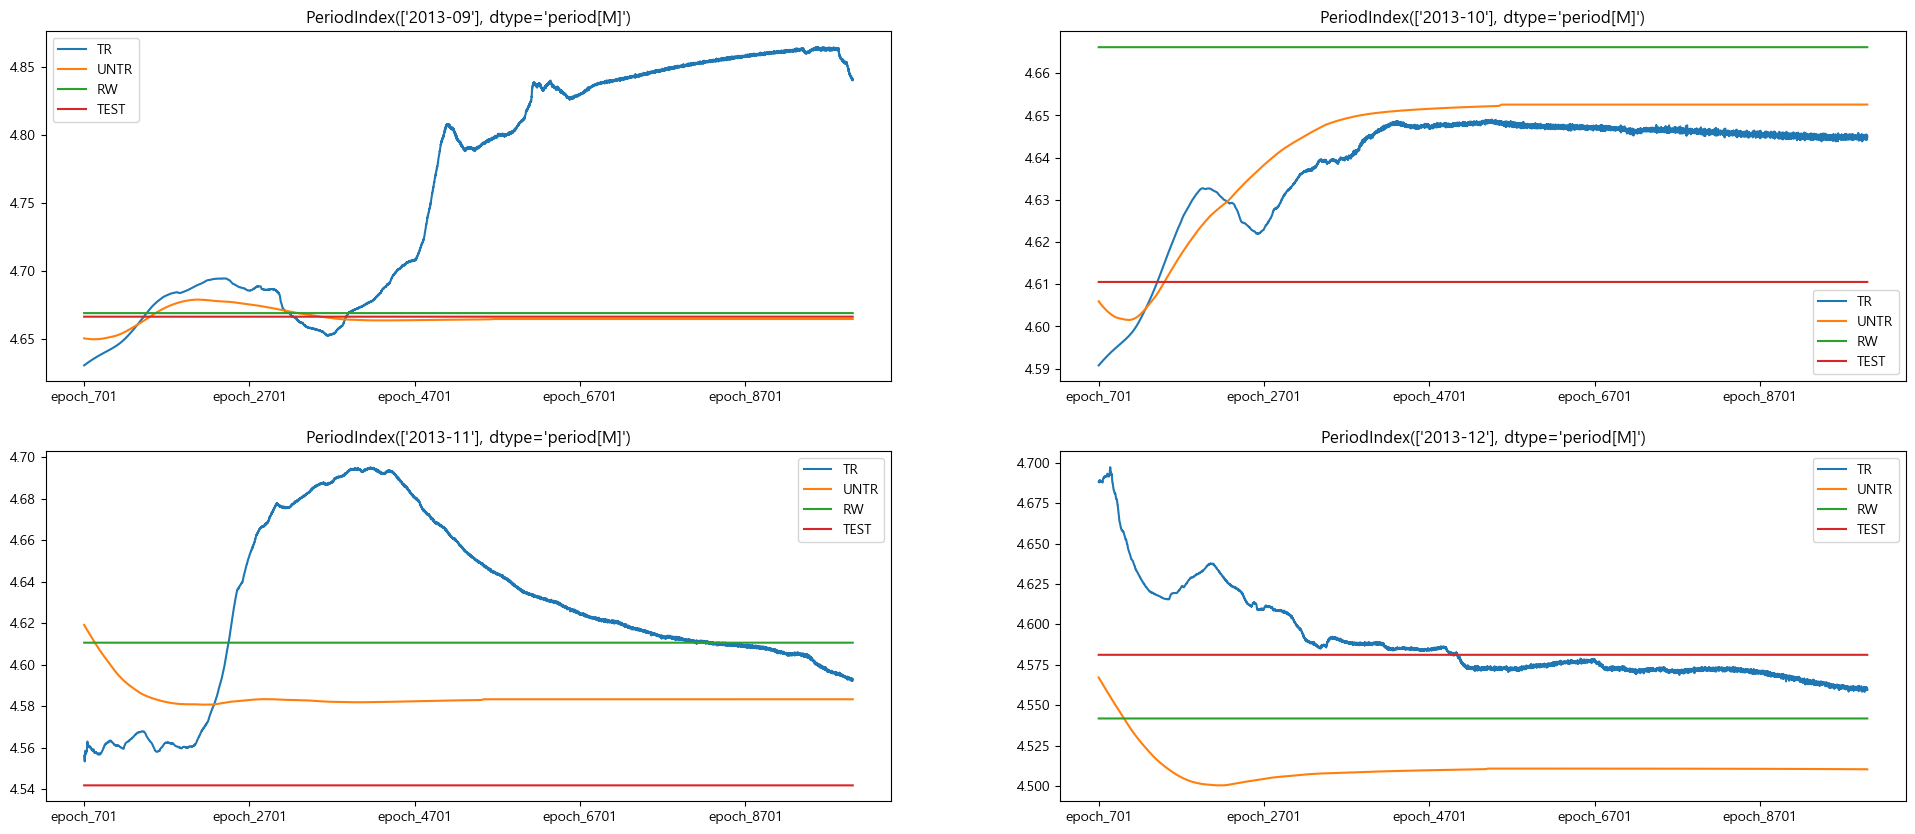 PeriodIndex(['2013-09'], dtype='period[M]')
4.85
4.80
4.75
4.70
4.65
TR
UNTR
RW
TEST
epoch_701
epoch_2701
epoch_4701
epoch_6701
epoch_8701
PeriodIndex(['2013-10'], dtype='period[M]')
4.66
4.65
4.64
4.63
4.62
4.61
4.60
4.59
TR
UNTR
RW
TEST
epoch_701
epoch_2701
epoch_4701
epoch_6701
epoch_8701
PeriodIndex(['2013-11'], dtype='period[M]')
4.70
4.68
4.66
4.64
4.62
4.60
4.58
4.56
4.54
TR
UNTR
RW
TEST
epoch_701
epoch_2701
epoch_4701
epoch_6701
epoch_8701
PeriodIndex(['2013-12'], dtype='period[M]')
4.700
4.675
4.650
4.625
4.600
4.575
4.550
4.525
4.500
TR
UNTR
RW
TEST
epoch_701
epoch_2701
epoch_4701
epoch_6701
epoch_8701